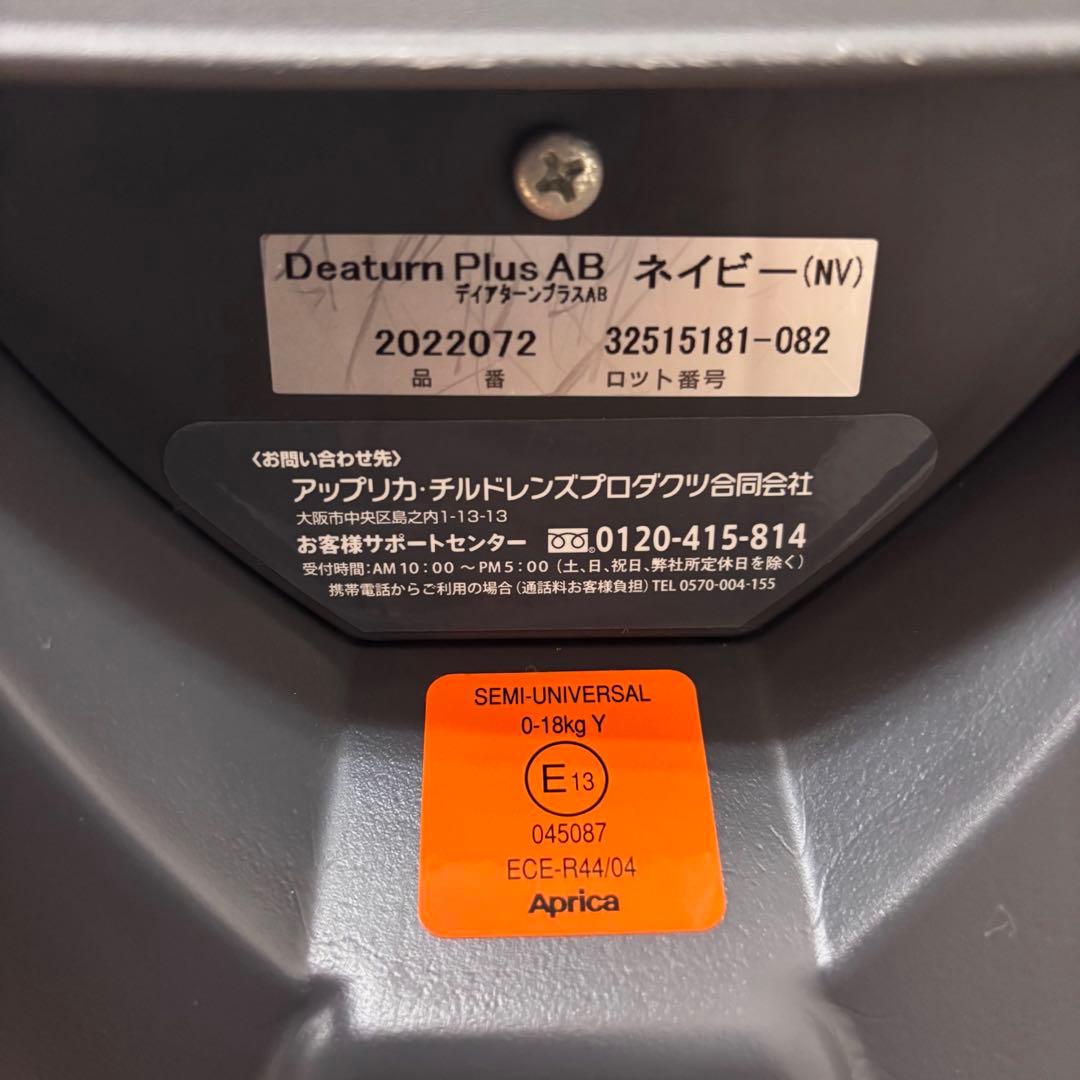 Deaturn Plus AB ネイビー(NV)
デイアターンプラスAB
2022072 32515181-082
品番 ロット番号
〈お問い合わせ先〉
アップリカ・チルドレンズプロダクツ合同会社
大阪市中央区島之内1-13-13
お客様サポートセンター 0120-415-814
受付時間:AM 10:00 ～ PM 5:00 (土、日、祝日、弊社所定休日を除く)
携帯電話からご利用の場合(通話料お客様負担) TEL 0570-004-155
SEMI-UNIVERSAL
0-18kg Y
E 13
045087
ECE-R44/04
Aprica